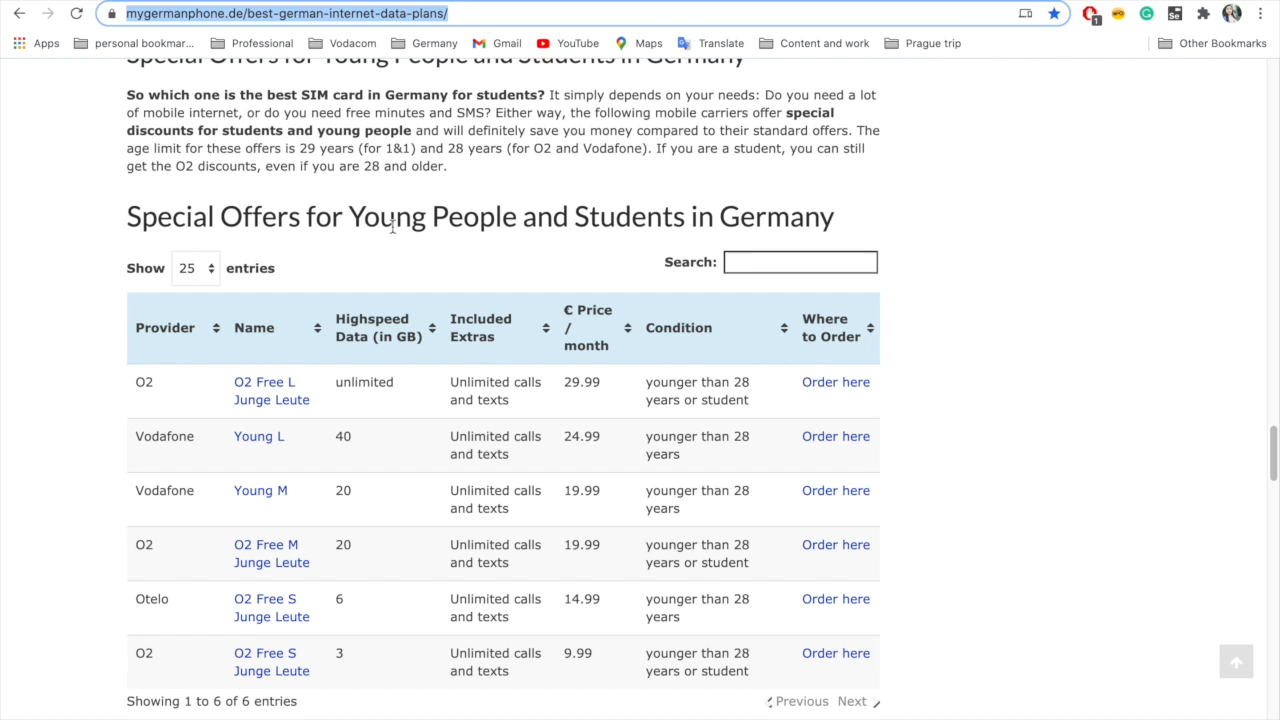 mygermanphone.de/best-german-internet-data-plans/
1
Apps
personal bookmar...
Professional
Vodacom
Germany
Gmail
YouTube
Maps
Translate
Content and work
Prague trip
Other Bookmarks
Special Offers for Young People and Students in Germany
So which one is the best SIM card in Germany for students? It simply depends on your needs: Do you need a lot
of mobile internet, or do you need free minutes and SMS? Either way, the following mobile carriers offer special
discounts for students and young people and will definitely save you money compared to their standard offers. The
age limit for these offers is 29 years (for 1&1) and 28 years (for O2 and Vodafone). If you are a student, you can still
get the O2 discounts, even if you are 28 and older.
Special Offers for Young People and Students in Germany
Show 25 entries
Search:
Provider
Name
Highspeed
Data (in GB)
Included
Extras
€ Price
/
month
Condition
Where
to Order
O2
O2 Free L
Junge Leute
unlimited
Unlimited calls
and texts
29.99
younger than 28
years or student
Order here
Vodafone
Young L
40
Unlimited calls
and texts
24.99
younger than 28
years
Order here
Vodafone
Young M
20
Unlimited calls
and texts
19.99
younger than 28
years
Order here
O2
O2 Free M
Junge Leute
20
Unlimited calls
and texts
19.99
younger than 28
years or student
Order here
Otelo
O2 Free S
Junge Leute
6
Unlimited calls
and texts
14.99
younger than 28
years
Order here
O2
O2 Free S
Junge Leute
3
Unlimited calls
and texts
9.99
younger than 28
years or student
Order here
Showing 1 to 6 of 6 entries
Previous
Next